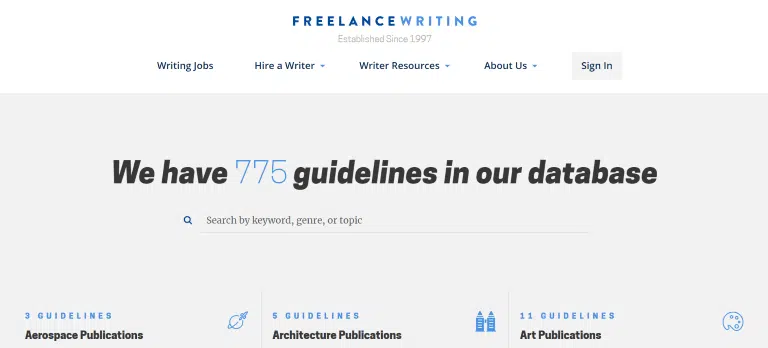 FREELANCEWRITING
Established Since 1997
Writing Jobs Hire a Writer Writer Resources About Us Sign In
We have 775 guidelines in our database
Search by keyword, genre, or topic
3 GUIDELINES 5 GUIDELINES 11 GUIDELINES
Aerospace Publications Architecture Publications Art Publications